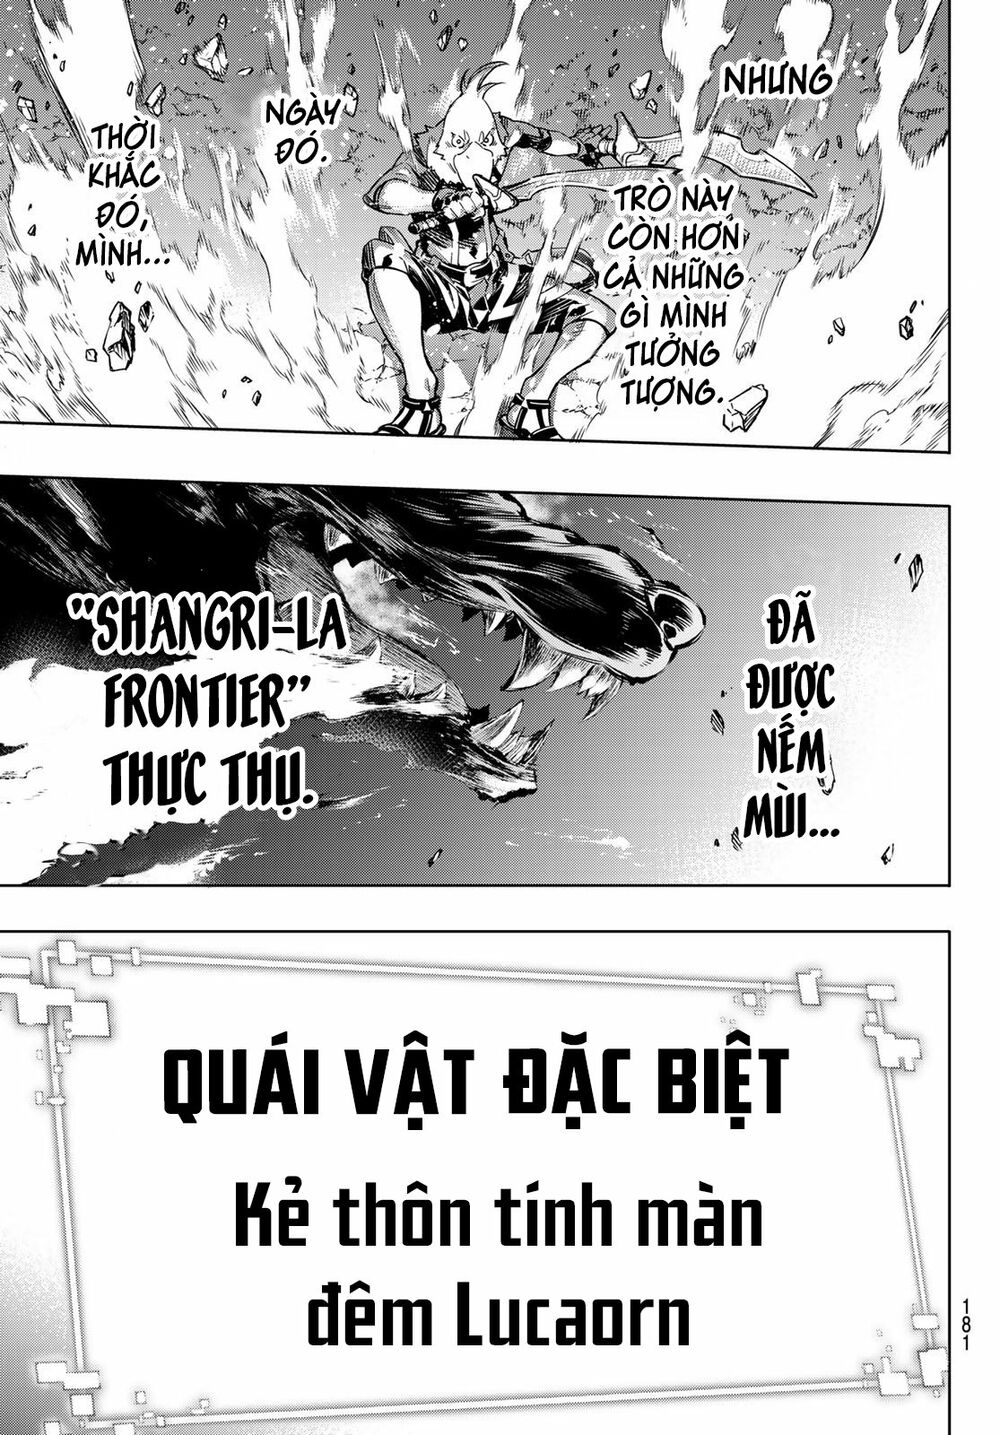 NHƯNG
TRÒ NÀY
CÒN HƠN
CẢ NHỮNG
GÌ MÌNH
TƯỞNG
TƯỢNG.
NGÀY
ĐÓ.
THỜI
KHẮC
ĐÓ,
MÌNH...
ĐÃ
ĐƯỢC
NẾM
MÙI...
"SHANGRI-LA
FRONTIER"
THỰC THỤ.
QUÁI VẬT ĐẶC BIỆT
Kẻ thôn tính màn
đêm Lucaorn
181